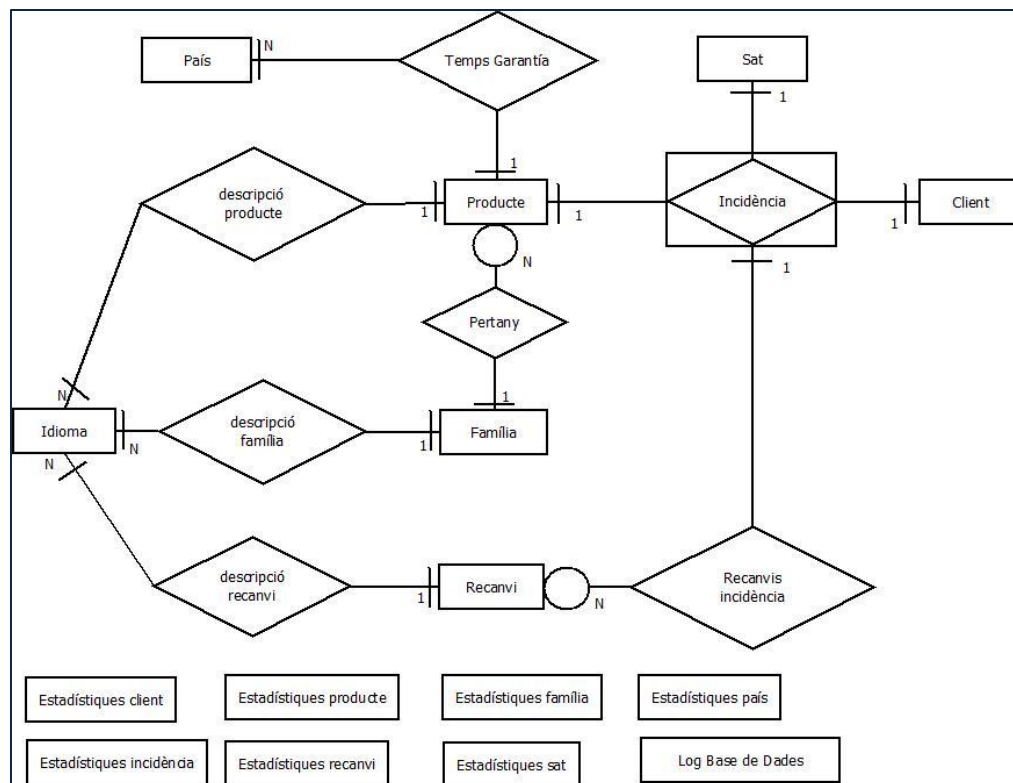 País
N
Temps Garantía
Sat
1
descripció
producte
1
1
Producte
1
Incidència
1
Client
N
1
Pertany
N
1
Idioma
N
descripció
família
1
Família
N
descripció
recanvi
1
Recanvi
N
Recanvis
incidència
Estadístiques client
Estadístiques producte
Estadístiques família
Estadístiques país
Estadístiques incidència
Estadístiques recanvi
Estadístiques sat
Log Base de Dades